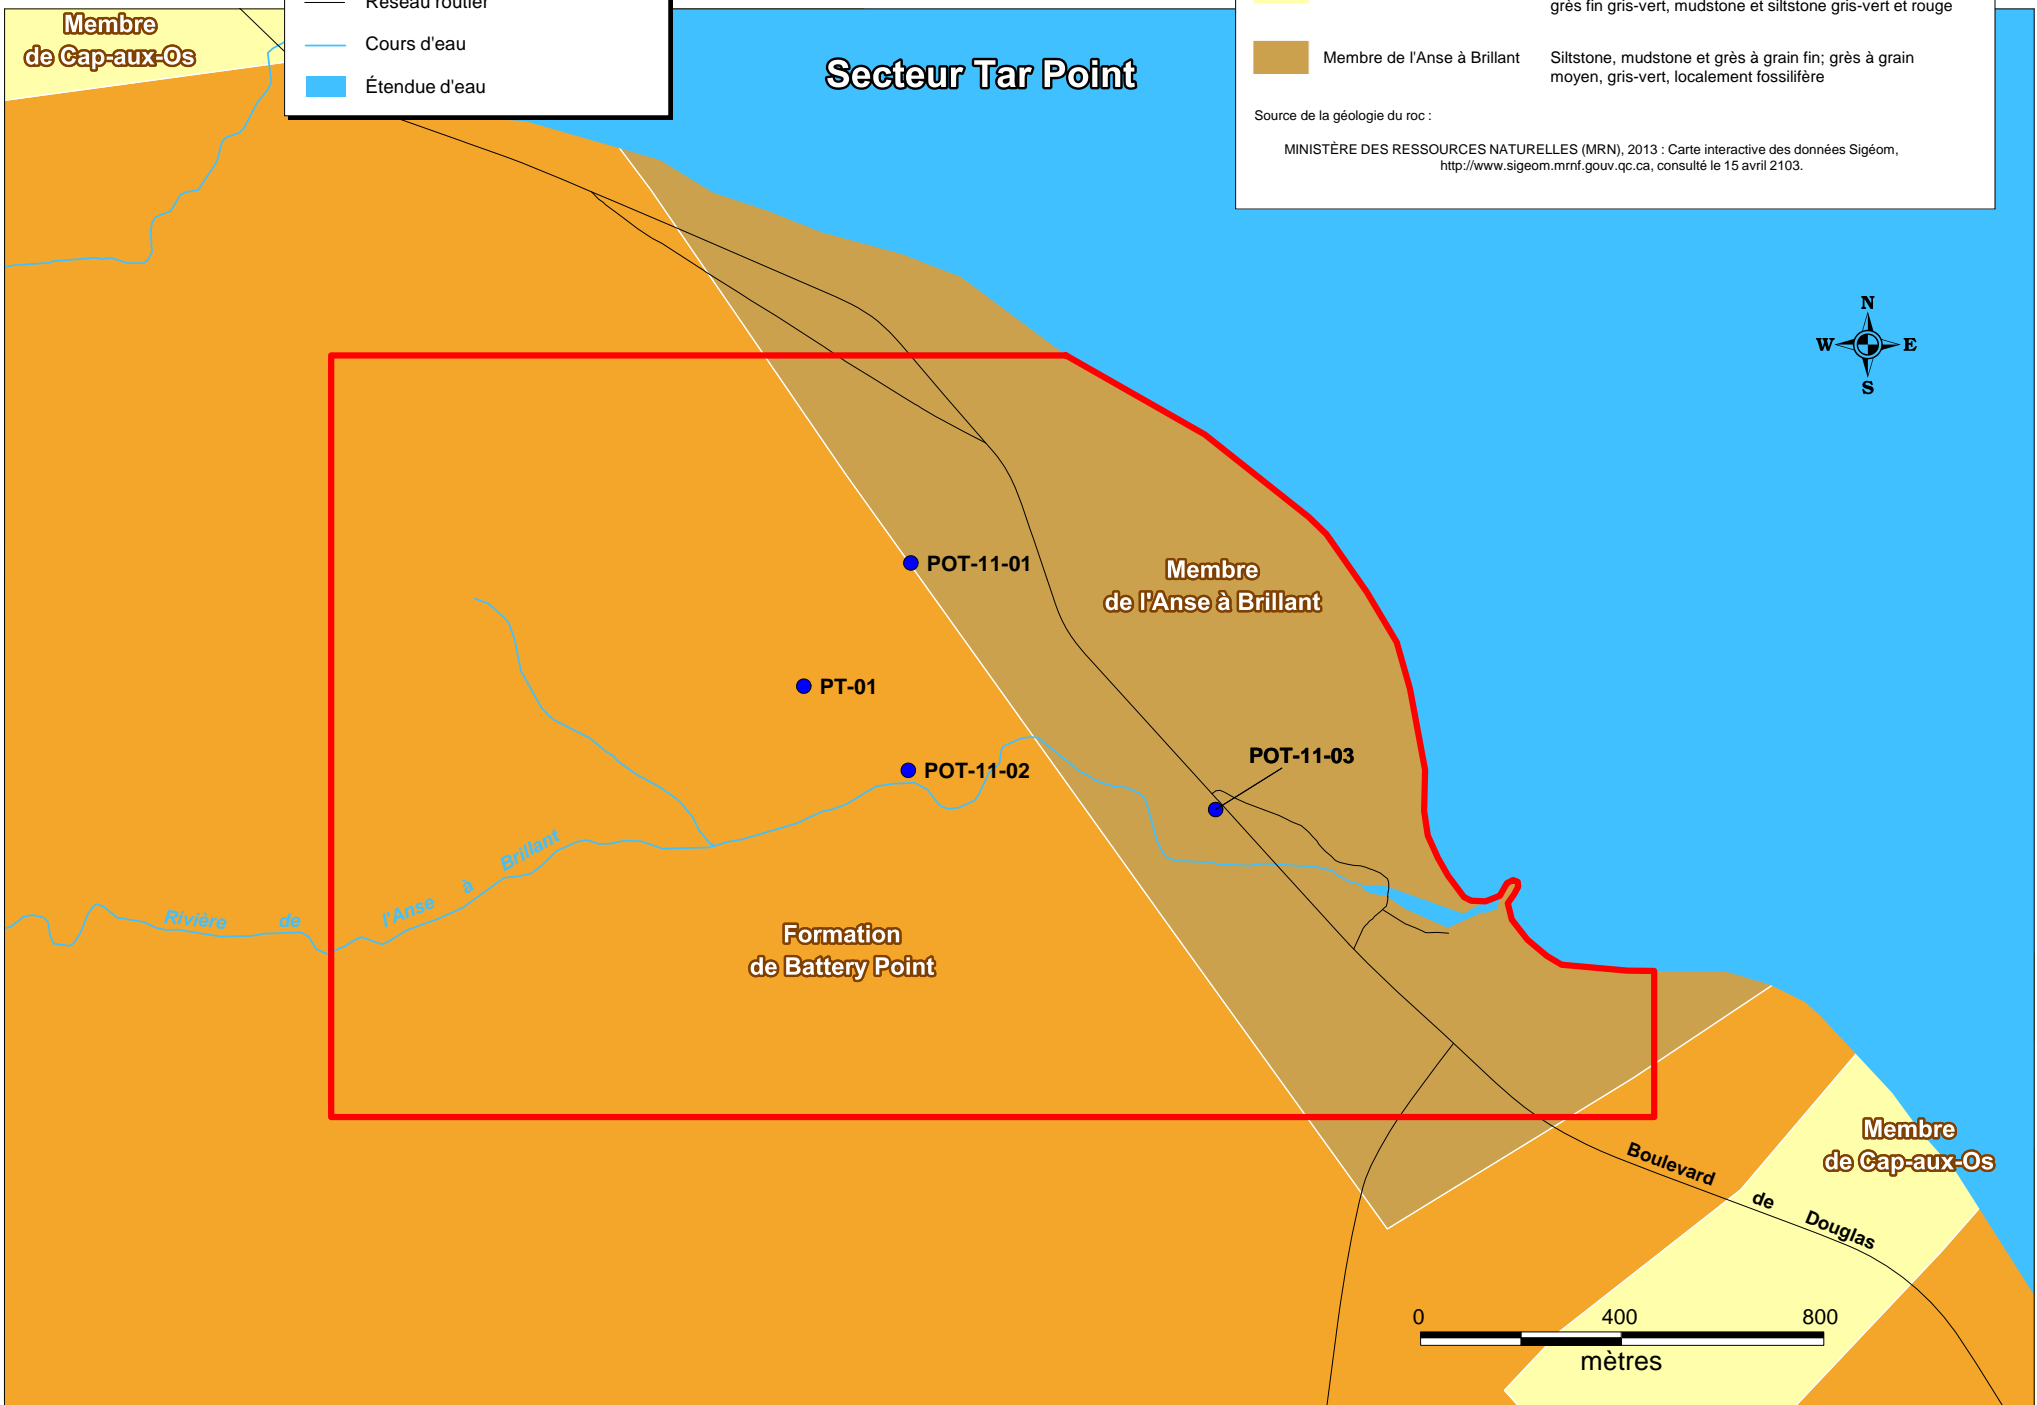 Réseau routier
Cours d'eau
Étendue d'eau
Membre
de Cap-aux-Os
Secteur Tar Point
grès fin gris-vert, mudstone et siltstone gris-vert et rouge
Membre de l'Anse à Brillant
Siltstone, mudstone et grès à grain fin; grès à grain
moyen, gris-vert, localement fossilifère
Source de la géologie du roc :
MINISTÈRE DES RESSOURCES NATURELLES (MRN), 2013 : Carte interactive des données Sigéom,
http://www.sigeom.mrnf.gouv.qc.ca, consulté le 15 avril 2103.
N
W E
S
POT-11-01
Membre
de l'Anse à Brillant
PT-01
POT-11-02
POT-11-03
Rivière de l'Anse à Brillant
Formation
de Battery Point
Membre
de Cap-aux-Os
Boulevard de Douglas
0 400 800
mètres